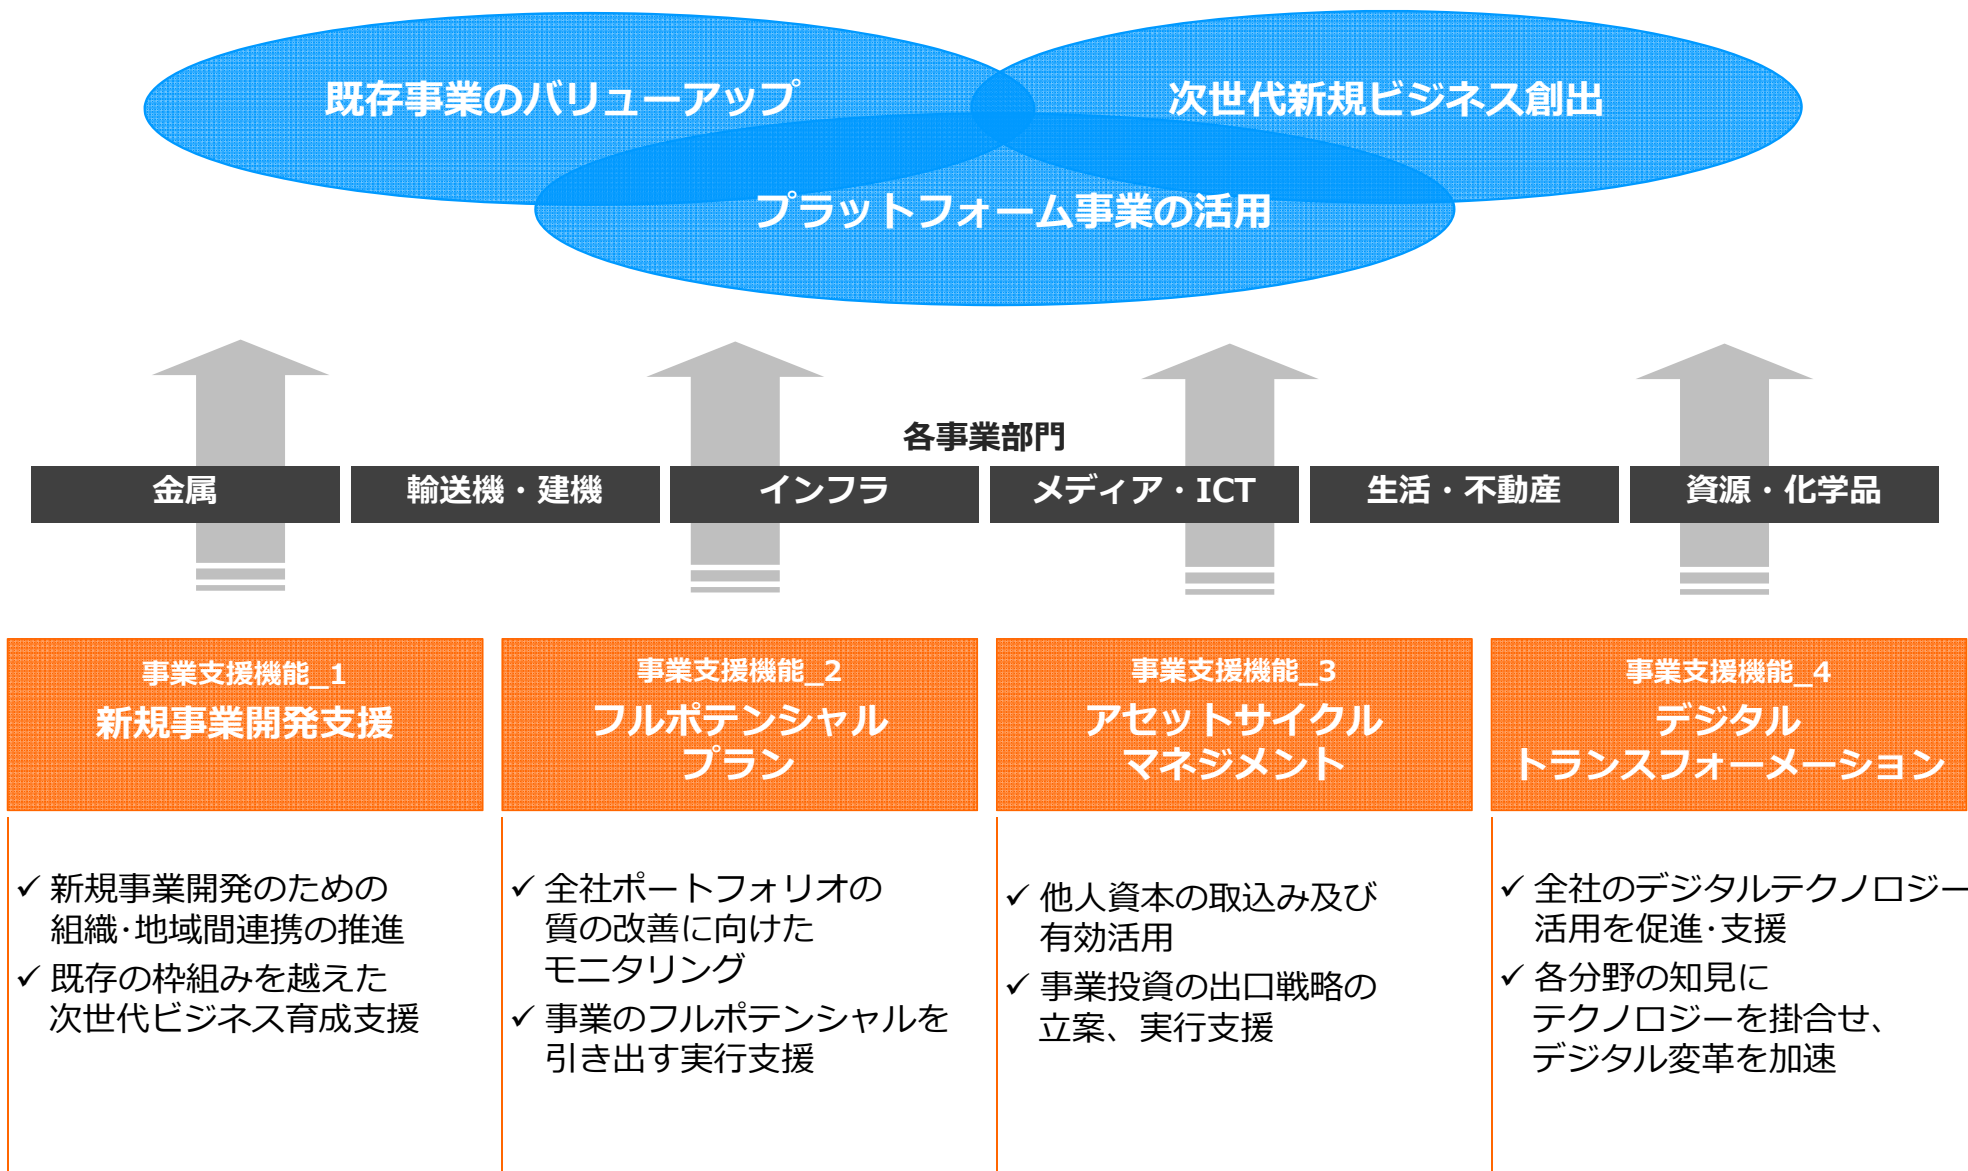 既存事業のバリューアップ
次世代新規ビジネス創出
プラットフォーム事業の活用
各事業部門
金属
輸送機・建機
インフラ
メディア・ICT
生活・不動産
資源・化学品
事業支援機能_1
新規事業開発支援
✓ 新規事業開発のための
組織･地域間連携の推進
✓ 既存の枠組みを越えた
次世代ビジネス育成支援
事業支援機能_2
フルポテンシャル
プラン
✓ 全社ポートフォリオの
質の改善に向けた
モニタリング
✓ 事業のフルポテンシャルを
引き出す実行支援
事業支援機能_3
アセットサイクル
マネジメント
✓ 他人資本の取込み及び
有効活用
✓ 事業投資の出口戦略の
立案、実行支援
事業支援機能_4
デジタル
トランスフォーメーション
✓ 全社のデジタルテクノロジー
活用を促進･支援
✓ 各分野の知見に
テクノロジーを掛合せ、
デジタル変革を加速